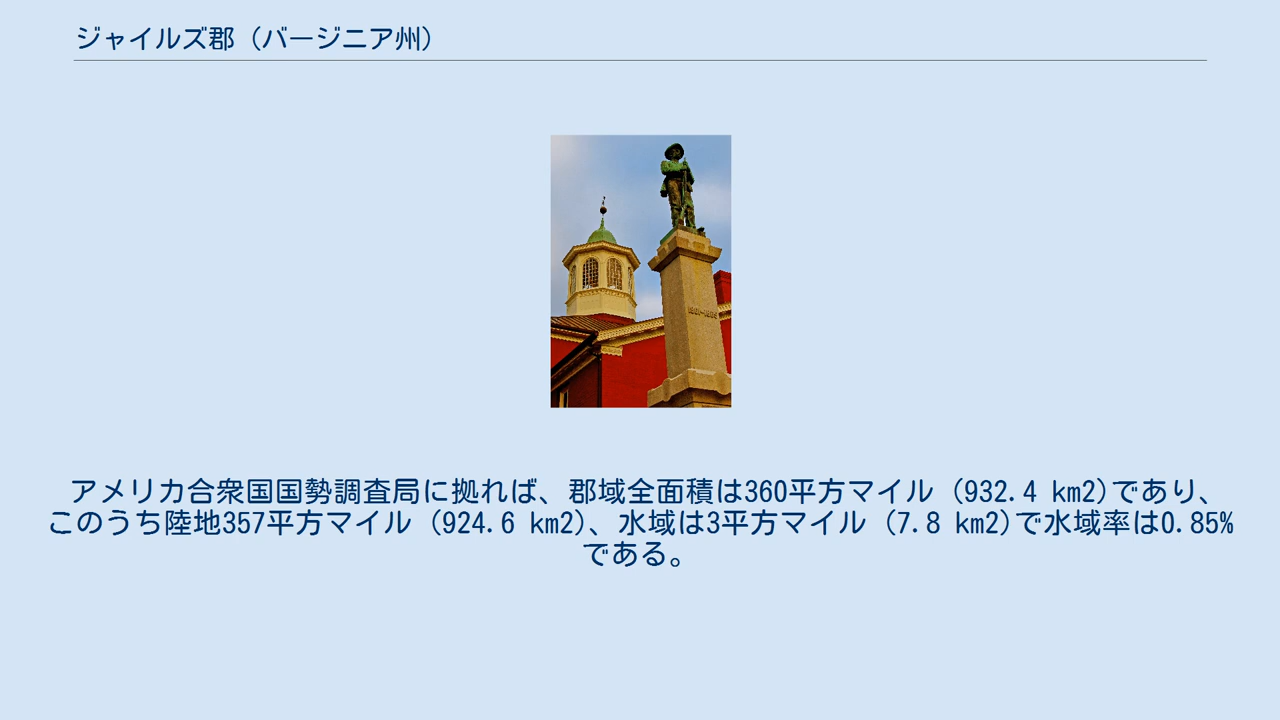 ジャイルズ郡（バージニア州）
アメリカ合衆国国勢調査局に拠れば、郡域全面積は360平方マイル (932.4 km2)であり、
このうち陸地357平方マイル (924.6 km2)、水域は3平方マイル (7.8 km2)で水域率は0.85%
である。